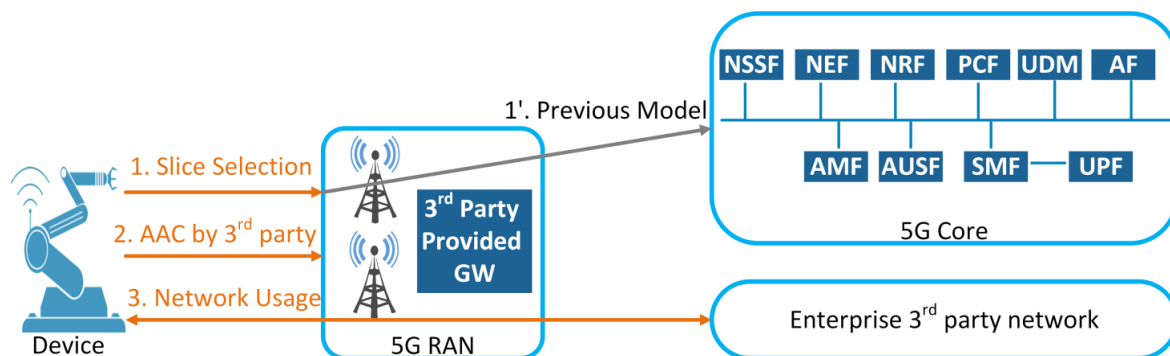 NSSF NEF NRF PCF UDM AF
1'. Previous Model
1. Slice Selection
AMF AUSF SMF UPF
3rd Party
Provided
GW
2. AAC by 3rd party
5G Core
3. Network Usage
Enterprise 3rd party network
Device
5G RAN